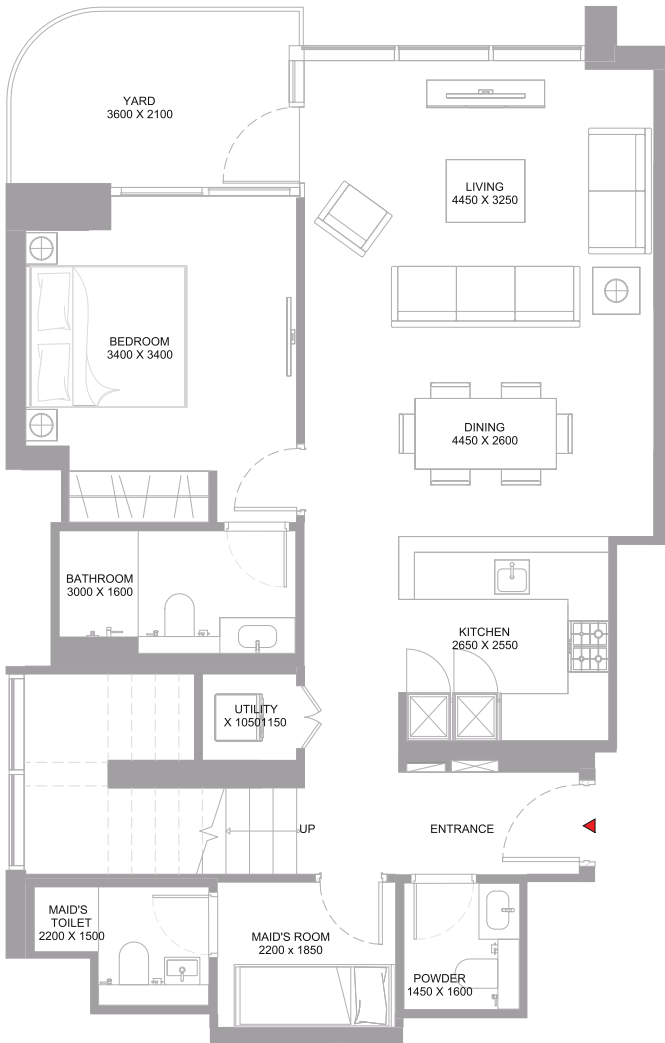 YARD
3600 X 2100
LIVING
4450 X 3250
BEDROOM
3400 X 3400
DINING
4450 X 2600
BATHROOM
3000 X 1600
KITCHEN
2650 X 2550
UTILITY
X 10501150
UP
ENTRANCE
MAID'S
TOILET
2200 X 1500
MAID'S ROOM
2200 x 1850
POWDER
1450 X 1600